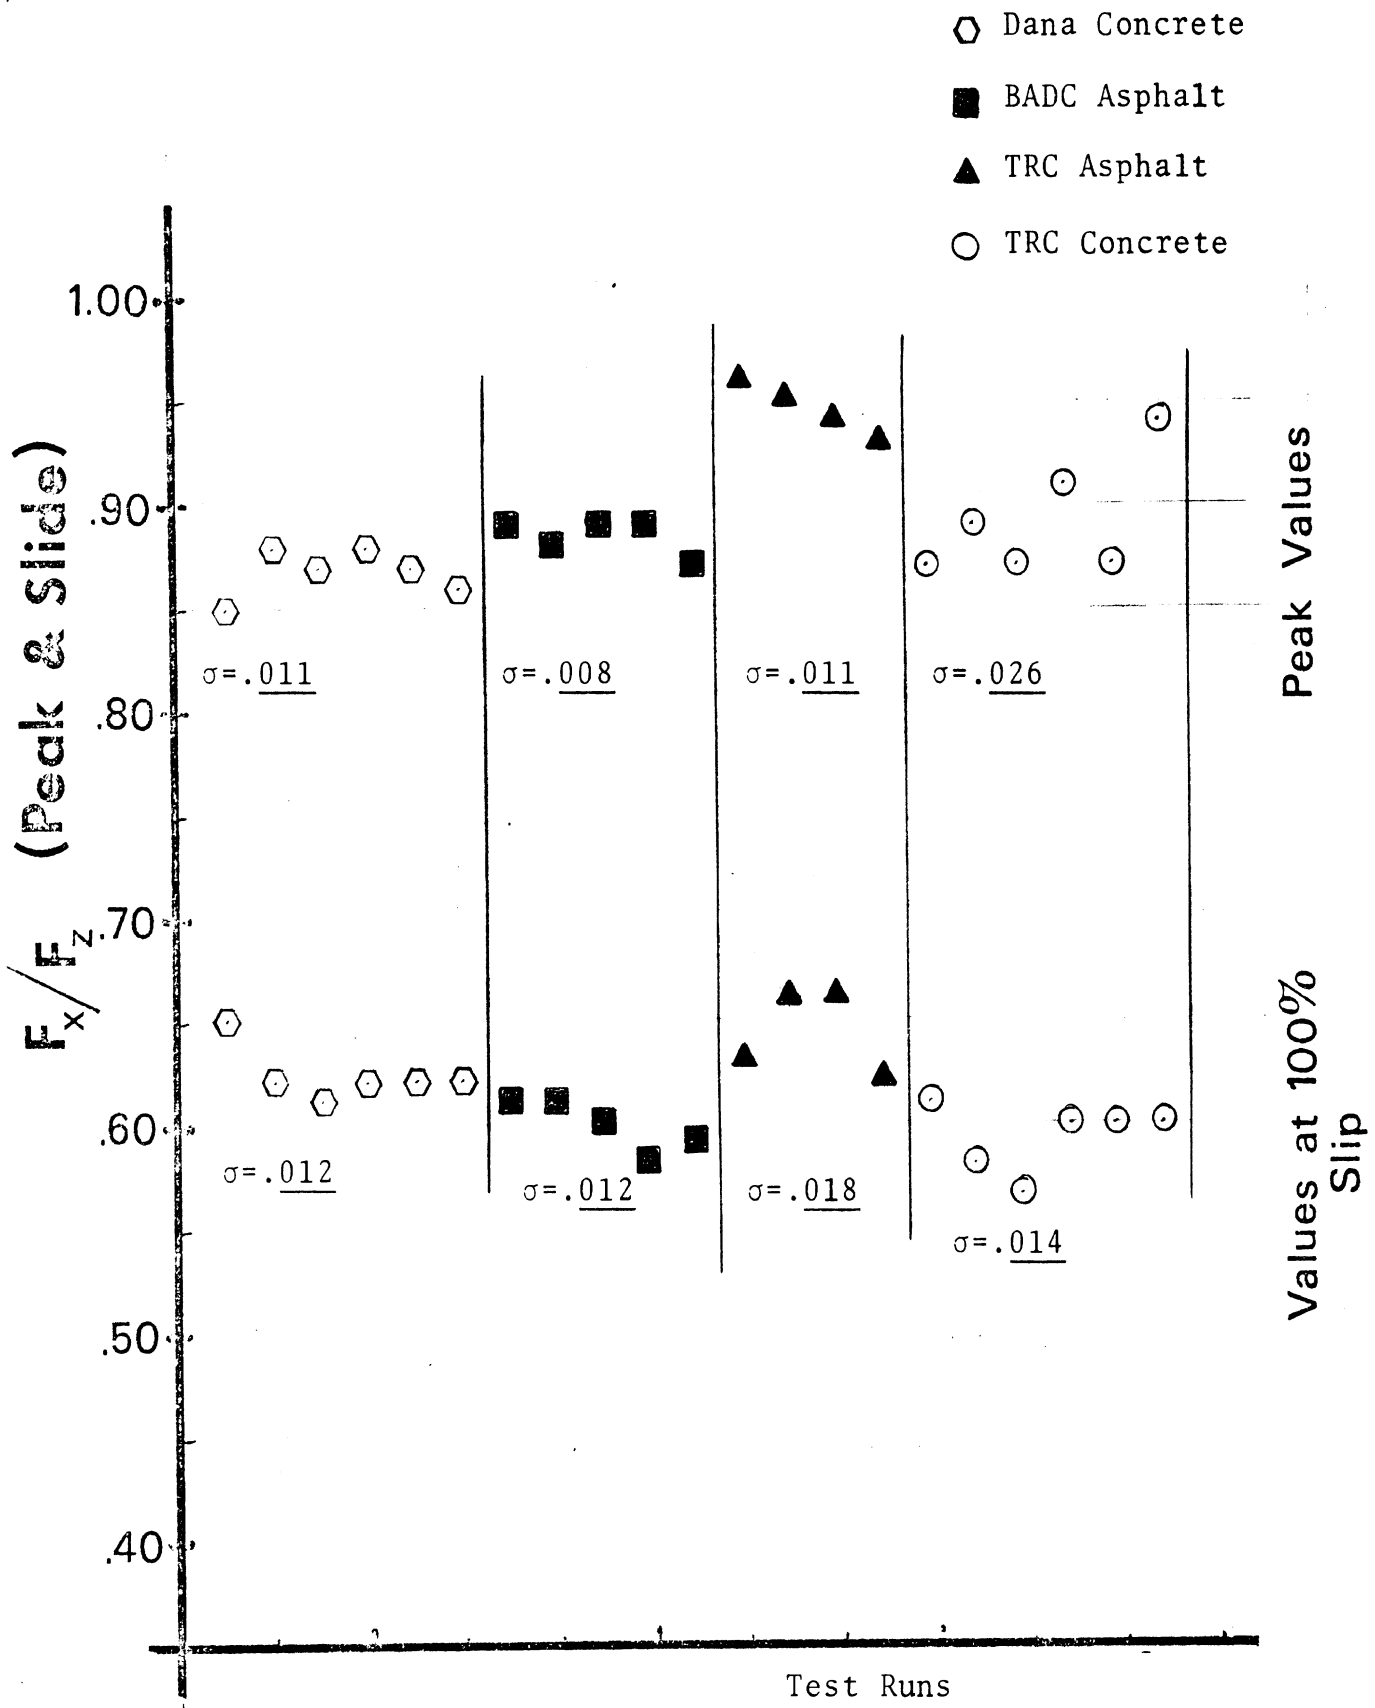 Dana Concrete
BADC Asphalt
TRC Asphalt
TRC Concrete
1.00
.90
.80
.70
.60
.50
.40
Fx/Fz (Peak & Slide)
σ=.011
σ=.008
σ=.011
σ=.026
σ=.012
σ=.012
σ=.018
σ=.014
Peak Values
Values at 100%
Slip
Test Runs